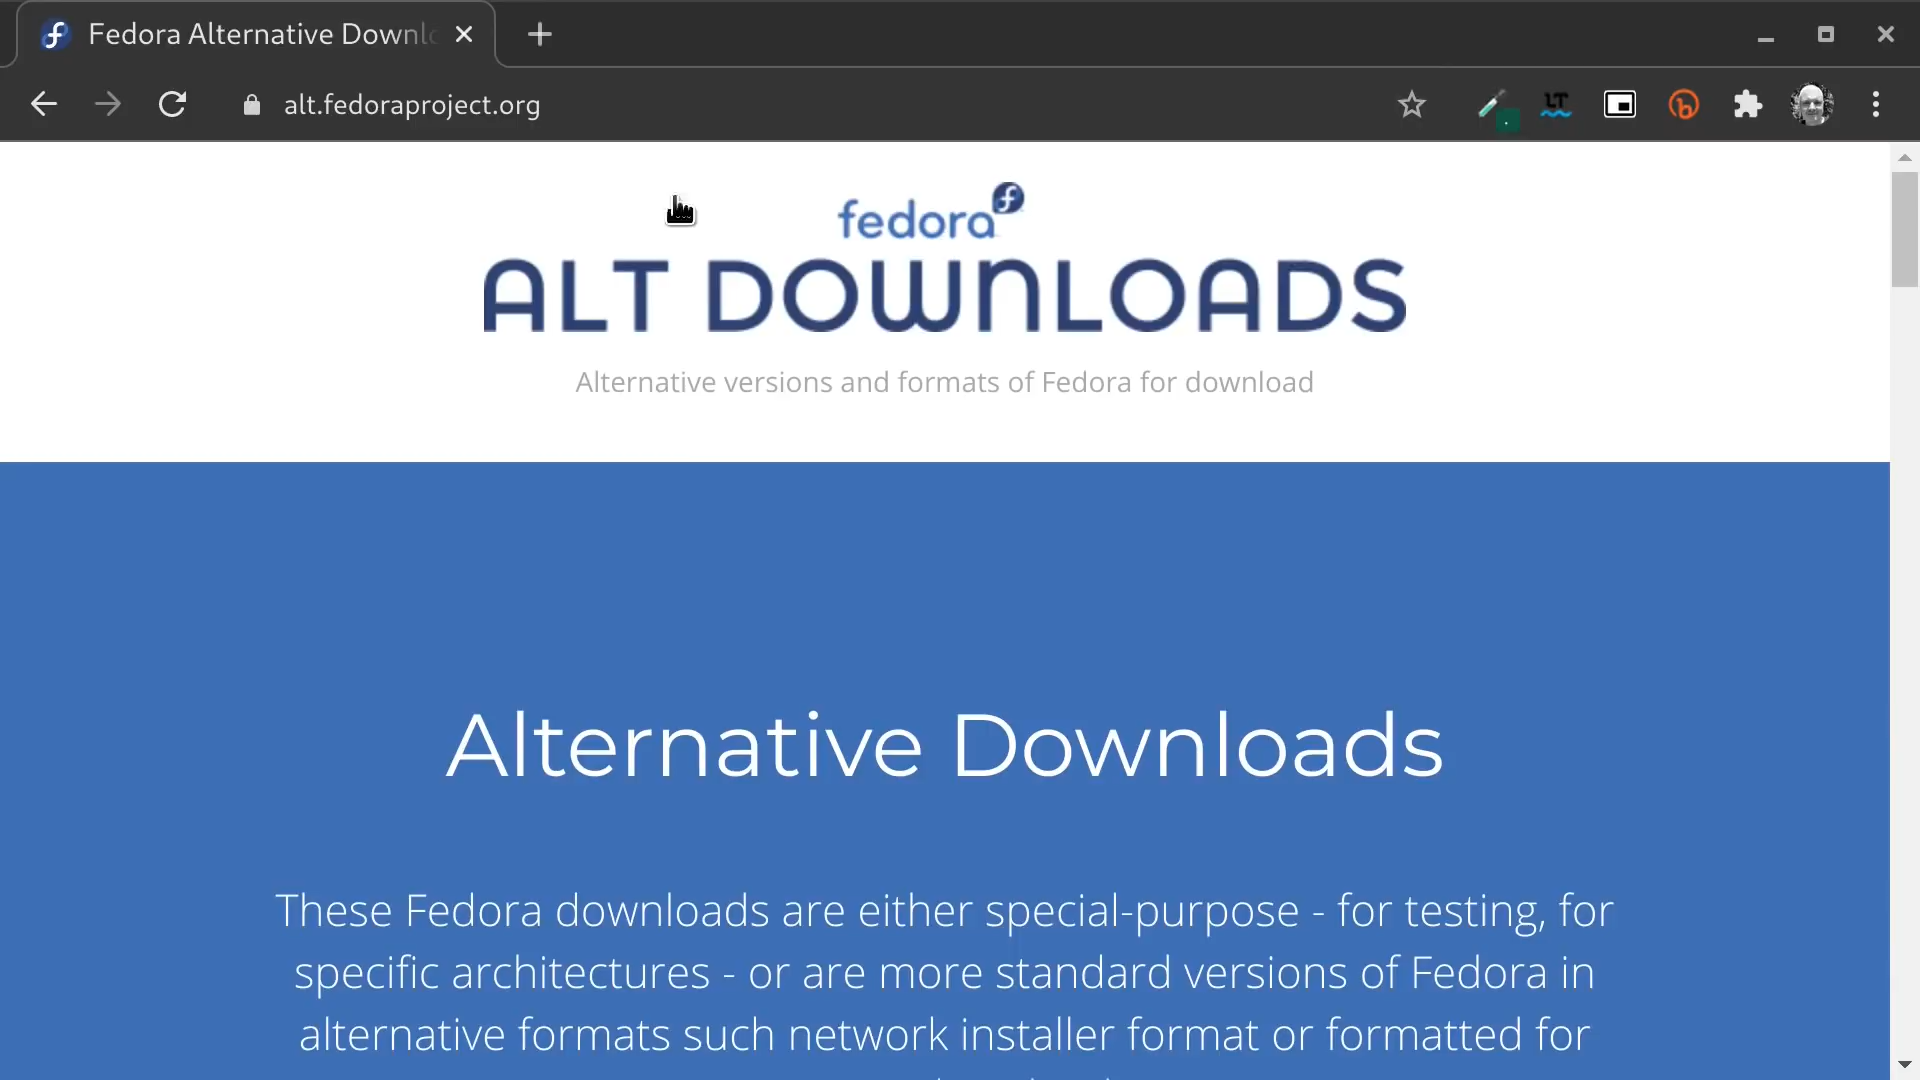 Fedora Alternative Downl
alt.fedoraproject.org
LT
fedora
ALT DOWNLOADS
Alternative versions and formats of Fedora for download
Alternative Downloads
These Fedora downloads are either special-purpose - for testing, for
specific architectures - or are more standard versions of Fedora in
alternative formats such network installer format or formatted for